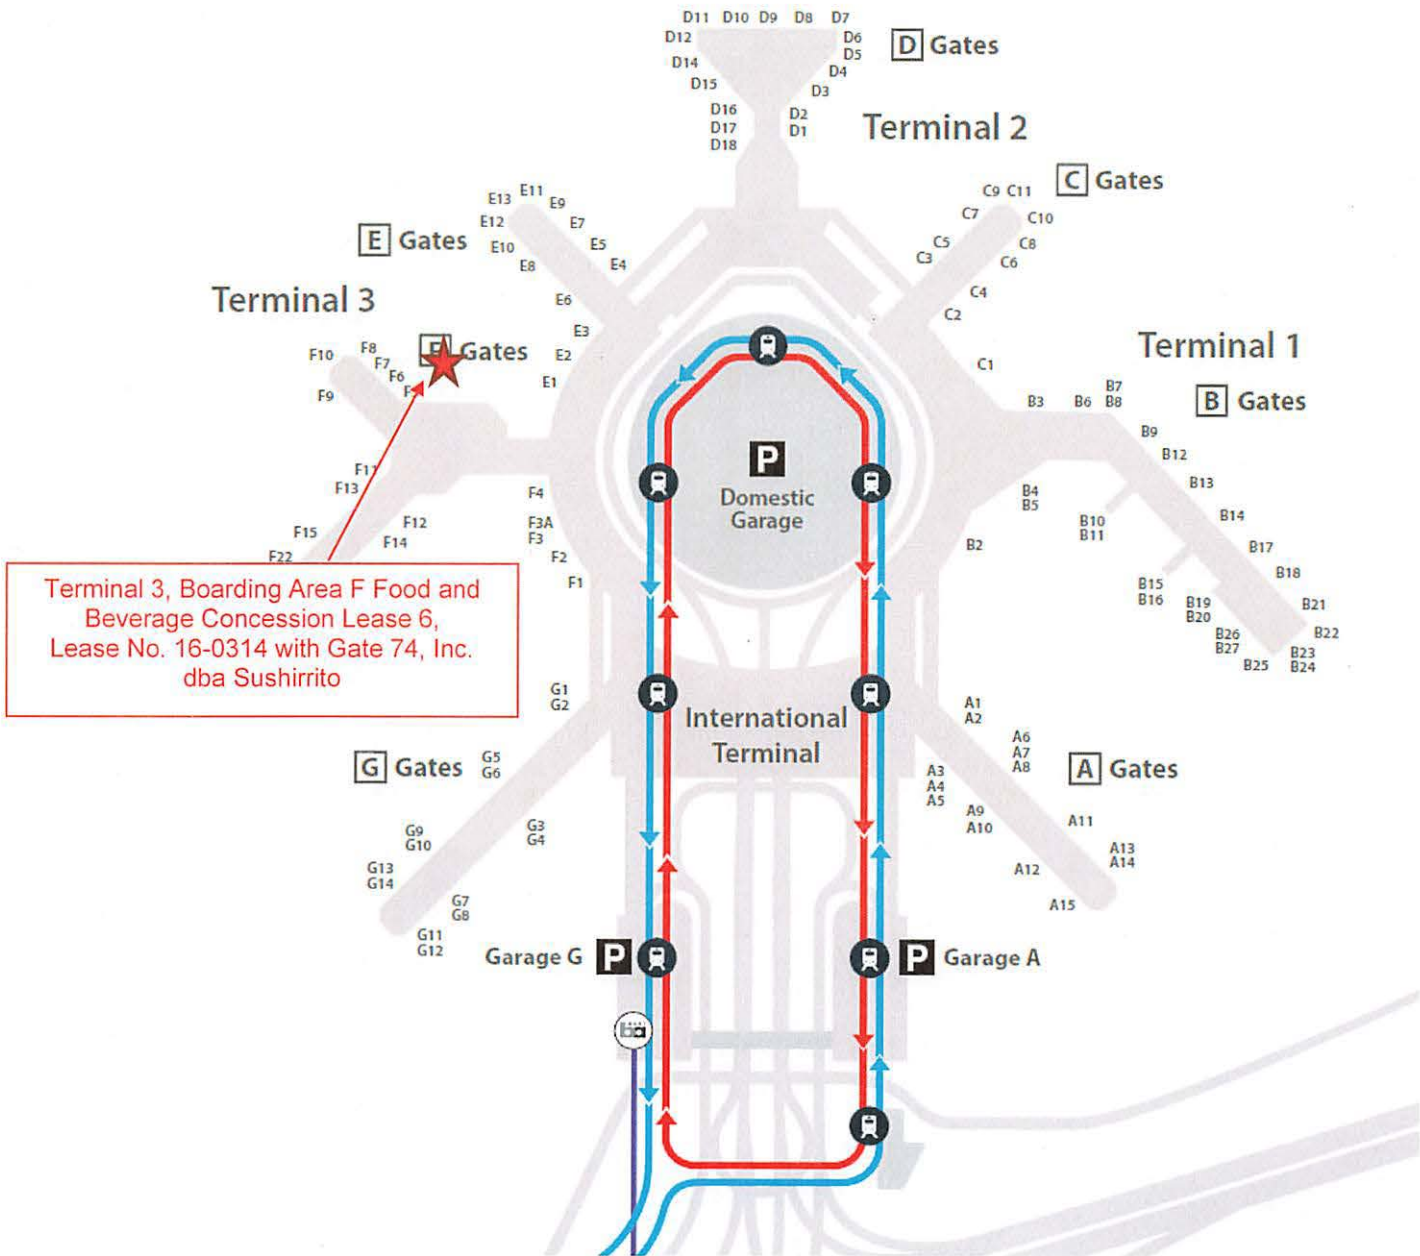 D11 D10 D9 D8 D7
D12
D6
D5
D14
D4
D15
D3
D16
D17
D18
D2
D1
D Gates
Terminal 2
C9 C11
C7
C10
C5
C8
C3
C6
C4
C2
C1
C Gates
E13 E11 E9
E12
E7
E10
E5
E8
E4
E6
E3
E2
E1
E Gates
Terminal 3
Gates
F10
F8
F7
F6
F9
F11
F13
F15
F22
F12
F14
F4
F3A
F3
F2
F1
Terminal 1
B Gates
B3 B6
B7
B8
B9
B12
B13
B14
B17
B18
B21
B22
B23
B24
B25
B26
B27
B19
B20
B15
B16
B10
B11
B4
B5
B2
P
Domestic
Garage
Terminal 3, Boarding Area F Food and
Beverage Concession Lease 6,
Lease No. 16-0314 with Gate 74, Inc.
dba Sushirrito
International
Terminal
G1
G2
G Gates
G5
G6
G3
G4
G9
G10
G13
G14
G7
G8
G11
G12
A1
A2
A6
A7
A8
A Gates
A3
A4
A5
A9
A10
A11
A13
A14
A12
A15
Garage G P
P Garage A
ba